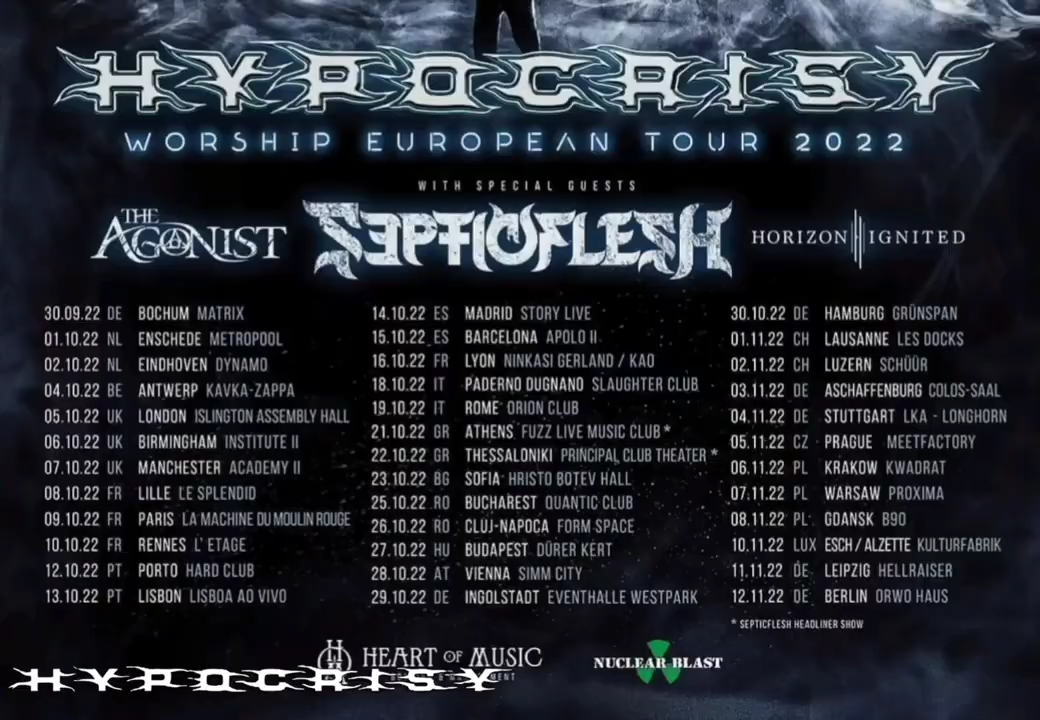 HYPOCRISY
WORSHIP EUROPEAN TOUR 2022
WITH SPECIAL GUESTS
THE AGONIST
SEPTICFLESH
HORIZON IGNITED
30.09.22 DE BOCHUM MATRIX
01.10.22 NL ENSCHEDE METROPOOL
02.10.22 NL EINDHOVEN DYNAMO
04.10.22 BE ANTWERP KAVKA-ZAPPA
05.10.22 UK LONDON ISLINGTON ASSEMBLY HALL
06.10.22 UK BIRMINGHAM INSTITUTE II
07.10.22 UK MANCHESTER ACADEMY II
08.10.22 FR LILLE LE SPLENDID
09.10.22 FR PARIS LA MACHINE DU MOULIN ROUGE
10.10.22 FR RENNES L' ETAGE
12.10.22 PT PORTO HARD CLUB
13.10.22 PT LISBON LISBOA AO VIVO
14.10.22 ES MADRID STORY LIVE
15.10.22 ES BARCELONA APOLO II
16.10.22 FR LYON NINKASI GERLAND / KAO
18.10.22 IT PADERNO DUGNANO SLAUGHTER CLUB
19.10.22 IT ROME ORION CLUB
21.10.22 GR ATHENS FUZZ LIVE MUSIC CLUB *
22.10.22 GR THESSALONIKI PRINCIPAL CLUB THEATER *
23.10.22 BG SOFIA HRISTO BOTEV HALL
25.10.22 RO BUCHAREST QUANTIC CLUB
26.10.22 RO CLUJ-NAPOCA FORM SPACE
27.10.22 HU BUDAPEST DÜRER KERT
28.10.22 AT VIENNA SIMM CITY
29.10.22 DE INGOLSTADT EVENTHALLE WESTPARK
30.10.22 DE HAMBURG GRÜNSPAN
01.11.22 CH LAUSANNE LES DOCKS
02.11.22 CH LUZERN SCHÜÜR
03.11.22 DE ASCHAFFENBURG COLOS-SAAL
04.11.22 DE STUTTGART LKA - LONGHORN
05.11.22 CZ PRAGUE MEETFACTORY
06.11.22 PL KRAKOW KWADRAT
07.11.22 PL WARSAW PROXIMA
08.11.22 PL GDANSK B90
10.11.22 LUX ESCH / ALZETTE KULTURFABRIK
11.11.22 DE LEIPZIG HELLRAISER
12.11.22 DE BERLIN ORWO HAUS
* SEPTICFLESH HEADLINER SHOW
HEART OF MUSIC
NUCLEAR BLAST
HYPOCRISY